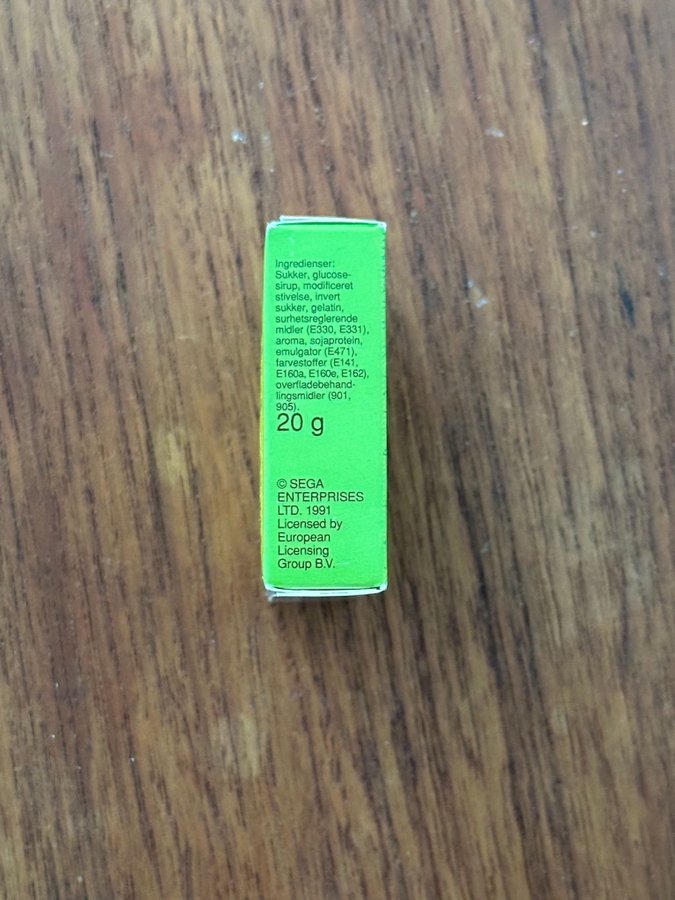 Ingredienser:
Sukker, glucose-
sirup, modificeret
stivelse, invert
sukker, gelatin,
surhetsreglerende
midler (E330, E331),
aroma, sojaprotein,
emulgator (E471),
farvestoffer (E141,
E160a, E160e, E162),
overfladebehand-
lingsmidler (901,
905).
20 g
© SEGA
ENTERPRISES
LTD. 1991
Licensed by
European
Licensing
Group B.V.